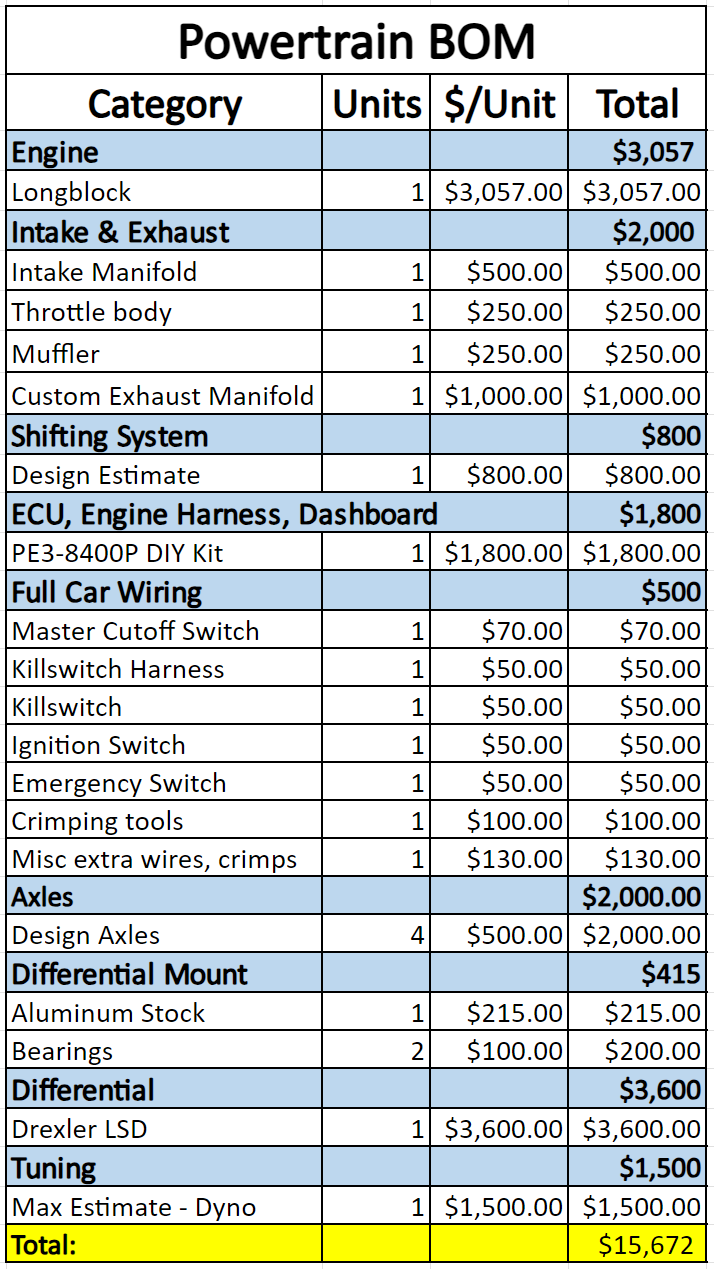 Powertrain BOM
Category Units $/Unit Total
Engine $3,057
Longblock 1 $3,057.00 $3,057.00
Intake & Exhaust $2,000
Intake Manifold 1 $500.00 $500.00
Throttle body 1 $250.00 $250.00
Muffler 1 $250.00 $250.00
Custom Exhaust Manifold 1 $1,000.00 $1,000.00
Shifting System $800
Design Estimate 1 $800.00 $800.00
ECU, Engine Harness, Dashboard $1,800
PE3-8400P DIY Kit 1 $1,800.00 $1,800.00
Full Car Wiring $500
Master Cutoff Switch 1 $70.00 $70.00
Killswitch Harness 1 $50.00 $50.00
Killswitch 1 $50.00 $50.00
Ignition Switch 1 $50.00 $50.00
Emergency Switch 1 $50.00 $50.00
Crimping tools 1 $100.00 $100.00
Misc extra wires, crimps 1 $130.00 $130.00
Axles $2,000.00
Design Axles 4 $500.00 $2,000.00
Differential Mount $415
Aluminum Stock 1 $215.00 $215.00
Bearings 2 $100.00 $200.00
Differential $3,600
Drexler LSD 1 $3,600.00 $3,600.00
Tuning $1,500
Max Estimate - Dyno 1 $1,500.00 $1,500.00
Total: $15,672